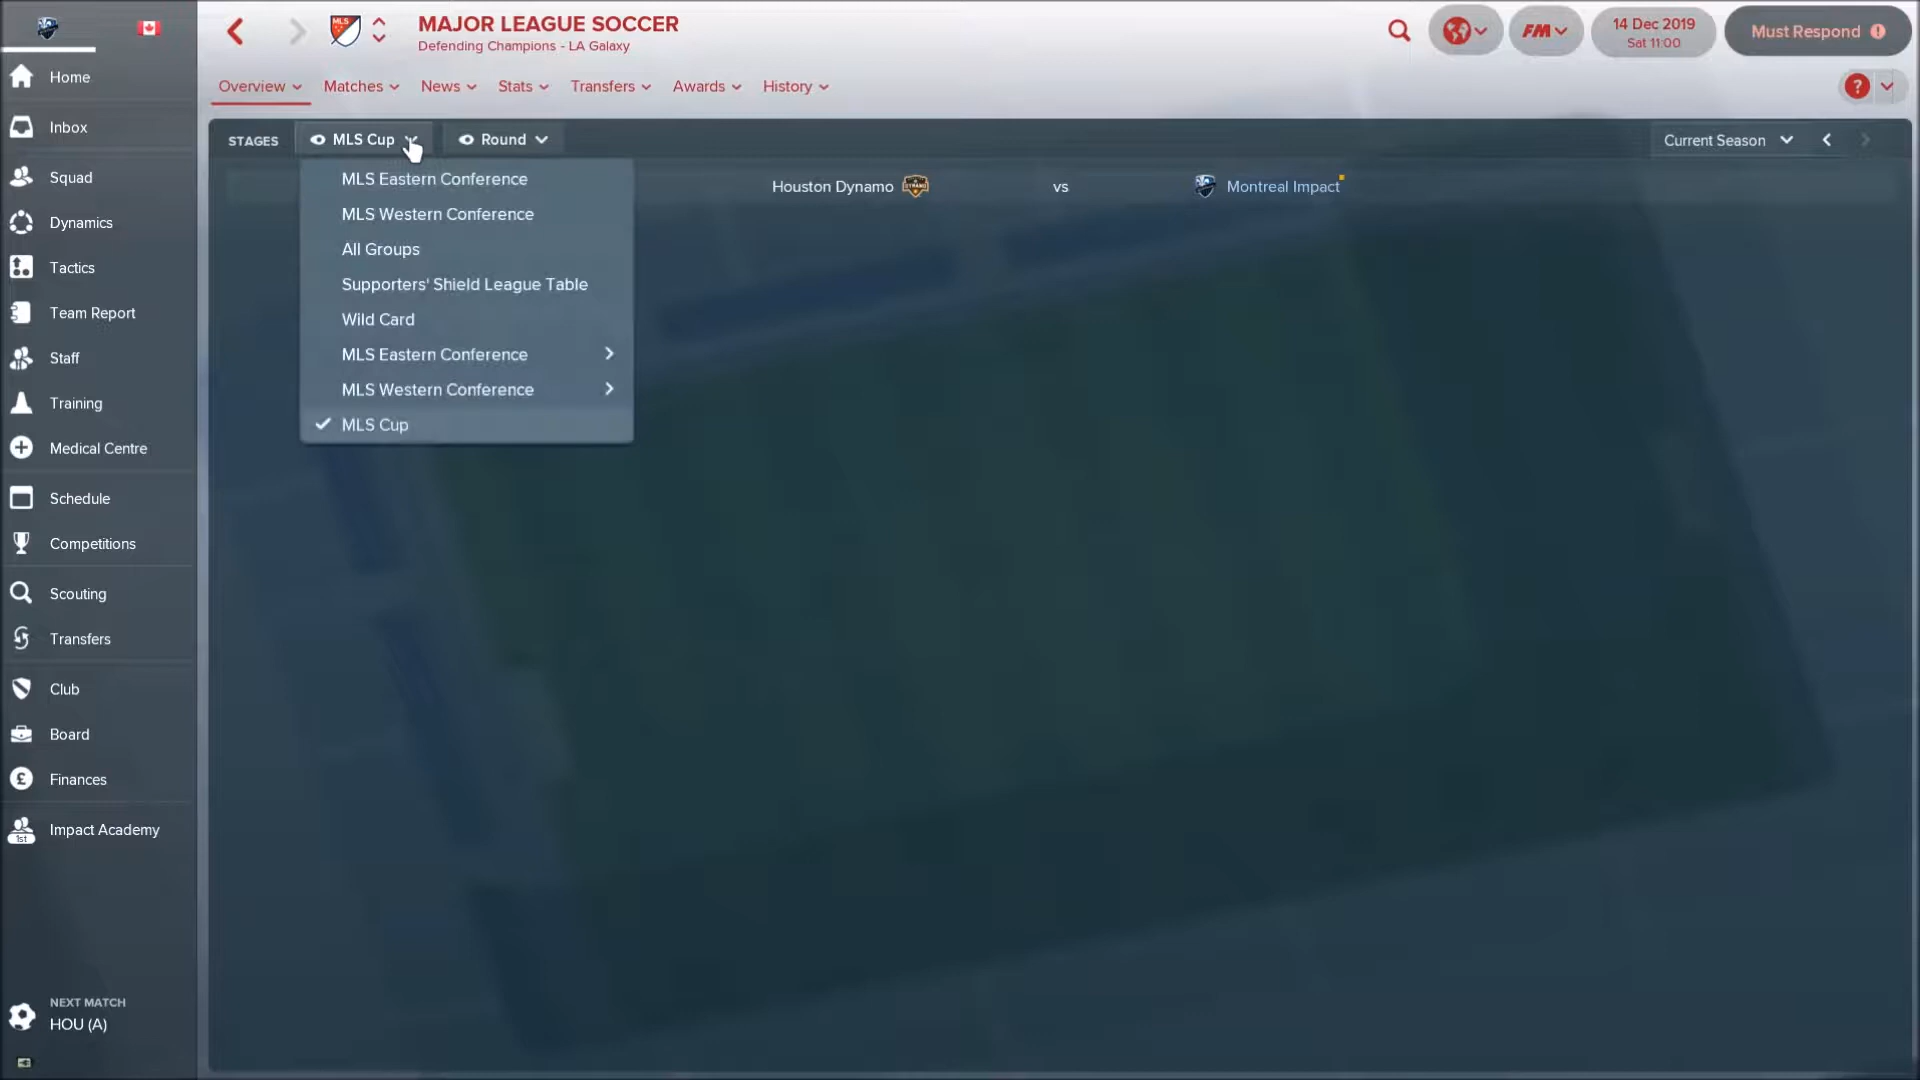 MAJOR LEAGUE SOCCER
Defending Champions - LA Galaxy
MLS
FM
14 Dec 2019
Sat 11:00
Must Respond
Overview
Matches
News
Stats
Transfers
Awards
History
?
Home
Inbox
Squad
Dynamics
Tactics
Team Report
Staff
Training
Medical Centre
Schedule
Competitions
Scouting
Transfers
Club
Board
£ Finances
1st
Impact Academy
NEXT MATCH
HOU (A)
STAGES
MLS Cup
Round
Current Season
MLS Eastern Conference
MLS Western Conference
All Groups
Supporters' Shield League Table
Wild Card
MLS Eastern Conference
MLS Western Conference
MLS Cup
Houston Dynamo vs Montreal Impact